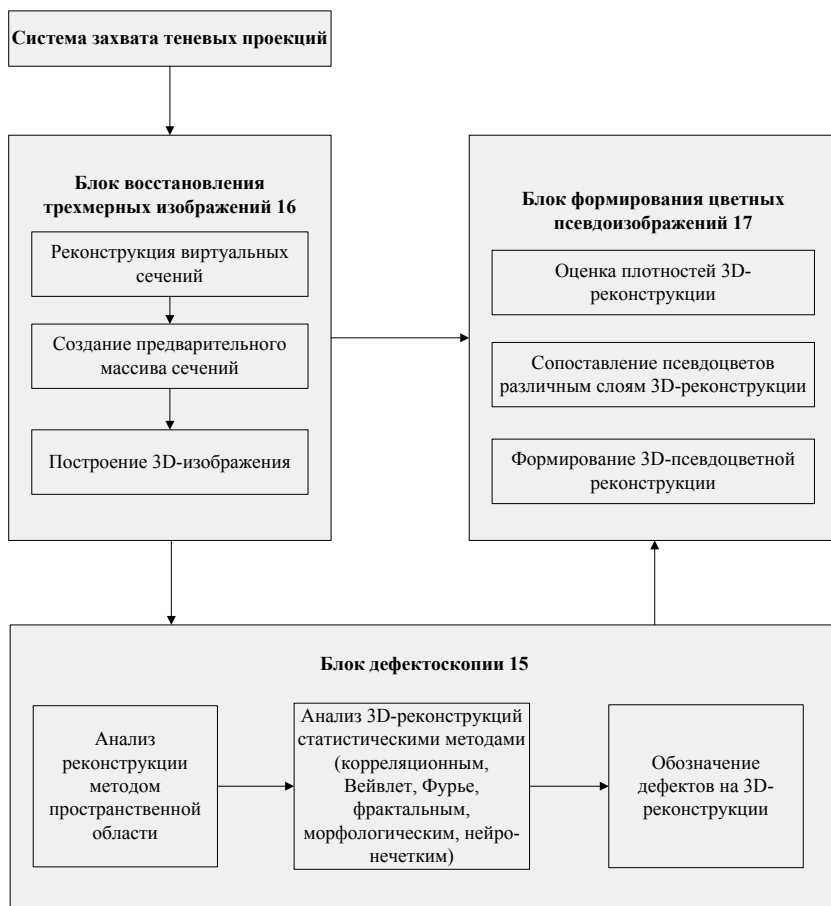 Система захвата теневых проекций
Блок восстановления
трехмерных изображений 16
Реконструкция виртуальных
сечений
Создание предварительного
массива сечений
Построение 3D-изображения
Блок формирования цветных
псевдоизображений 17
Оценка плотностей 3D-
реконструкции
Сопоставление псевдоцветов
различным слоям 3D-реконструкции
Формирование 3D-псевдоцветной
реконструкции
Блок дефектоскопии 15
Анализ
реконструкции
методом
пространственной
области
Анализ 3D-реконструкций
статистическими методами
(корреляционным,
Вейвлет, Фурье,
фрактальным,
морфологическим, нейро-
нечетким)
Обозначение
дефектов на 3D-
реконструкции